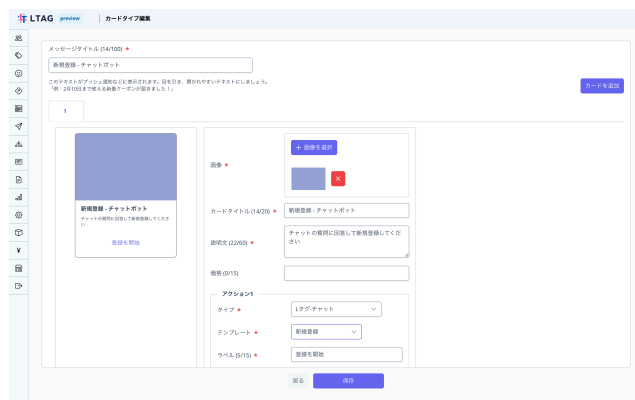 LTAG preview カードタイプ編集
メッセージタイトル (14/100) *
新規登録 - チャットボット
このテキストがプッシュ通知などに表示されます。目を引き、開かれやすいテキストにしましょう。
「例：2月10日まで使える新着クーポンが届きました！」
カードを追加
1
新規登録 - チャットボット
チャットの質問に回答して新規登録してくださ
い
登録を開始
画像 *
+ 画像を選択
カードタイトル (14/20) *
新規登録 - チャットボット
説明文 (22/60) *
チャットの質問に回答して新規登録してくだ
さい
価格 (0/15)
アクション1
タイプ *
Lタグ-チャット
テンプレート *
新規登録
ラベル (5/15) *
登録を開始
戻る
保存